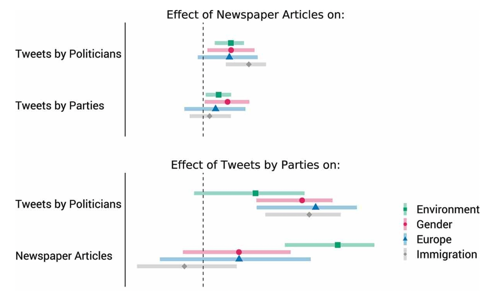 Effect of Newspaper Articles on:
Tweets by Politicians
Tweets by Parties
Effect of Tweets by Parties on:
Tweets by Politicians
Newspaper Articles
Environment
Gender
Europe
Immigration